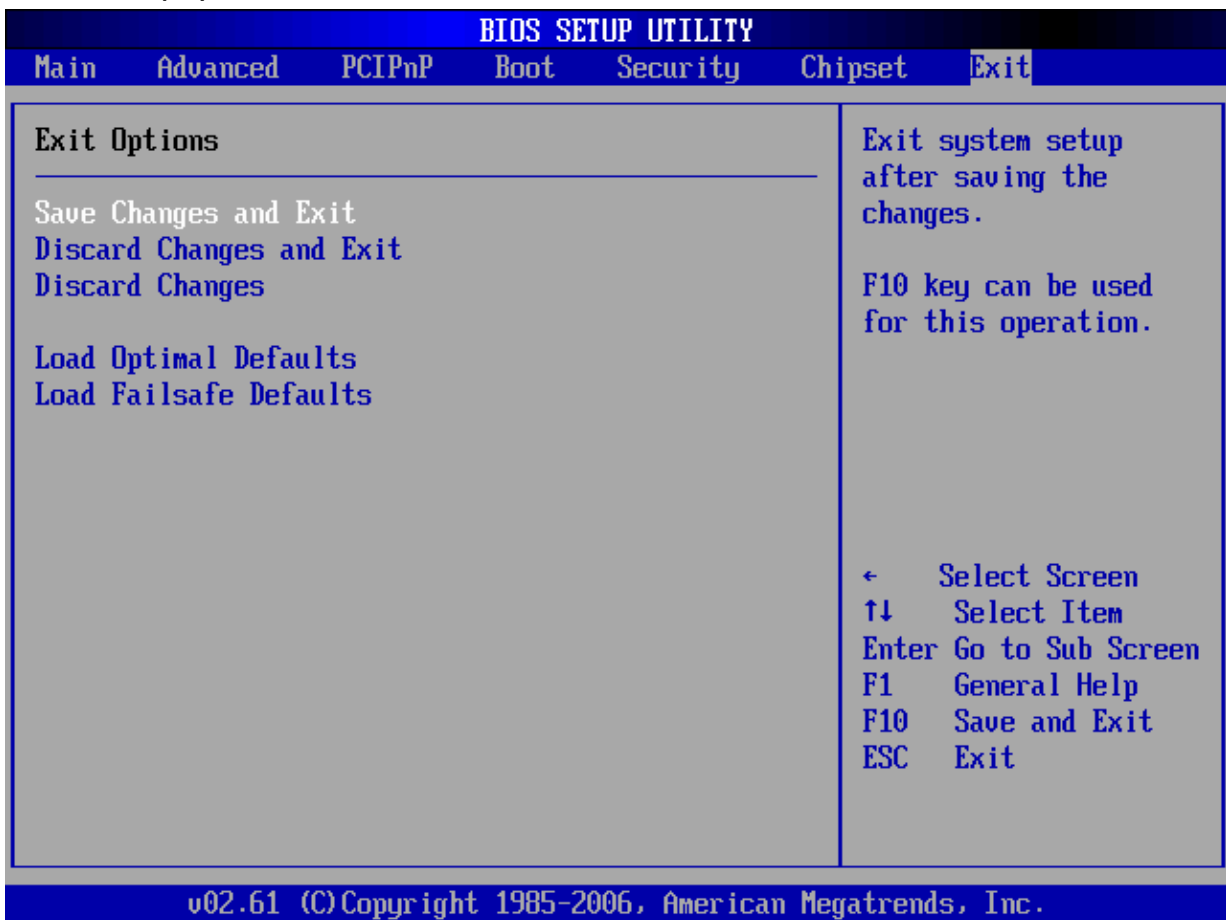 BIOS SETUP UTILITY
Main Advanced PCIPnP Boot Security Chipset Exit
Exit Options
Save Changes and Exit
Discard Changes and Exit
Discard Changes
Load Optimal Defaults
Load Failsafe Defaults
Exit system setup
after saving the
changes.
F10 key can be used
for this operation.
← Select Screen
↑↓ Select Item
Enter Go to Sub Screen
F1 General Help
F10 Save and Exit
ESC Exit
v02.61 (C)Copyright 1985-2006, American Megatrends, Inc.